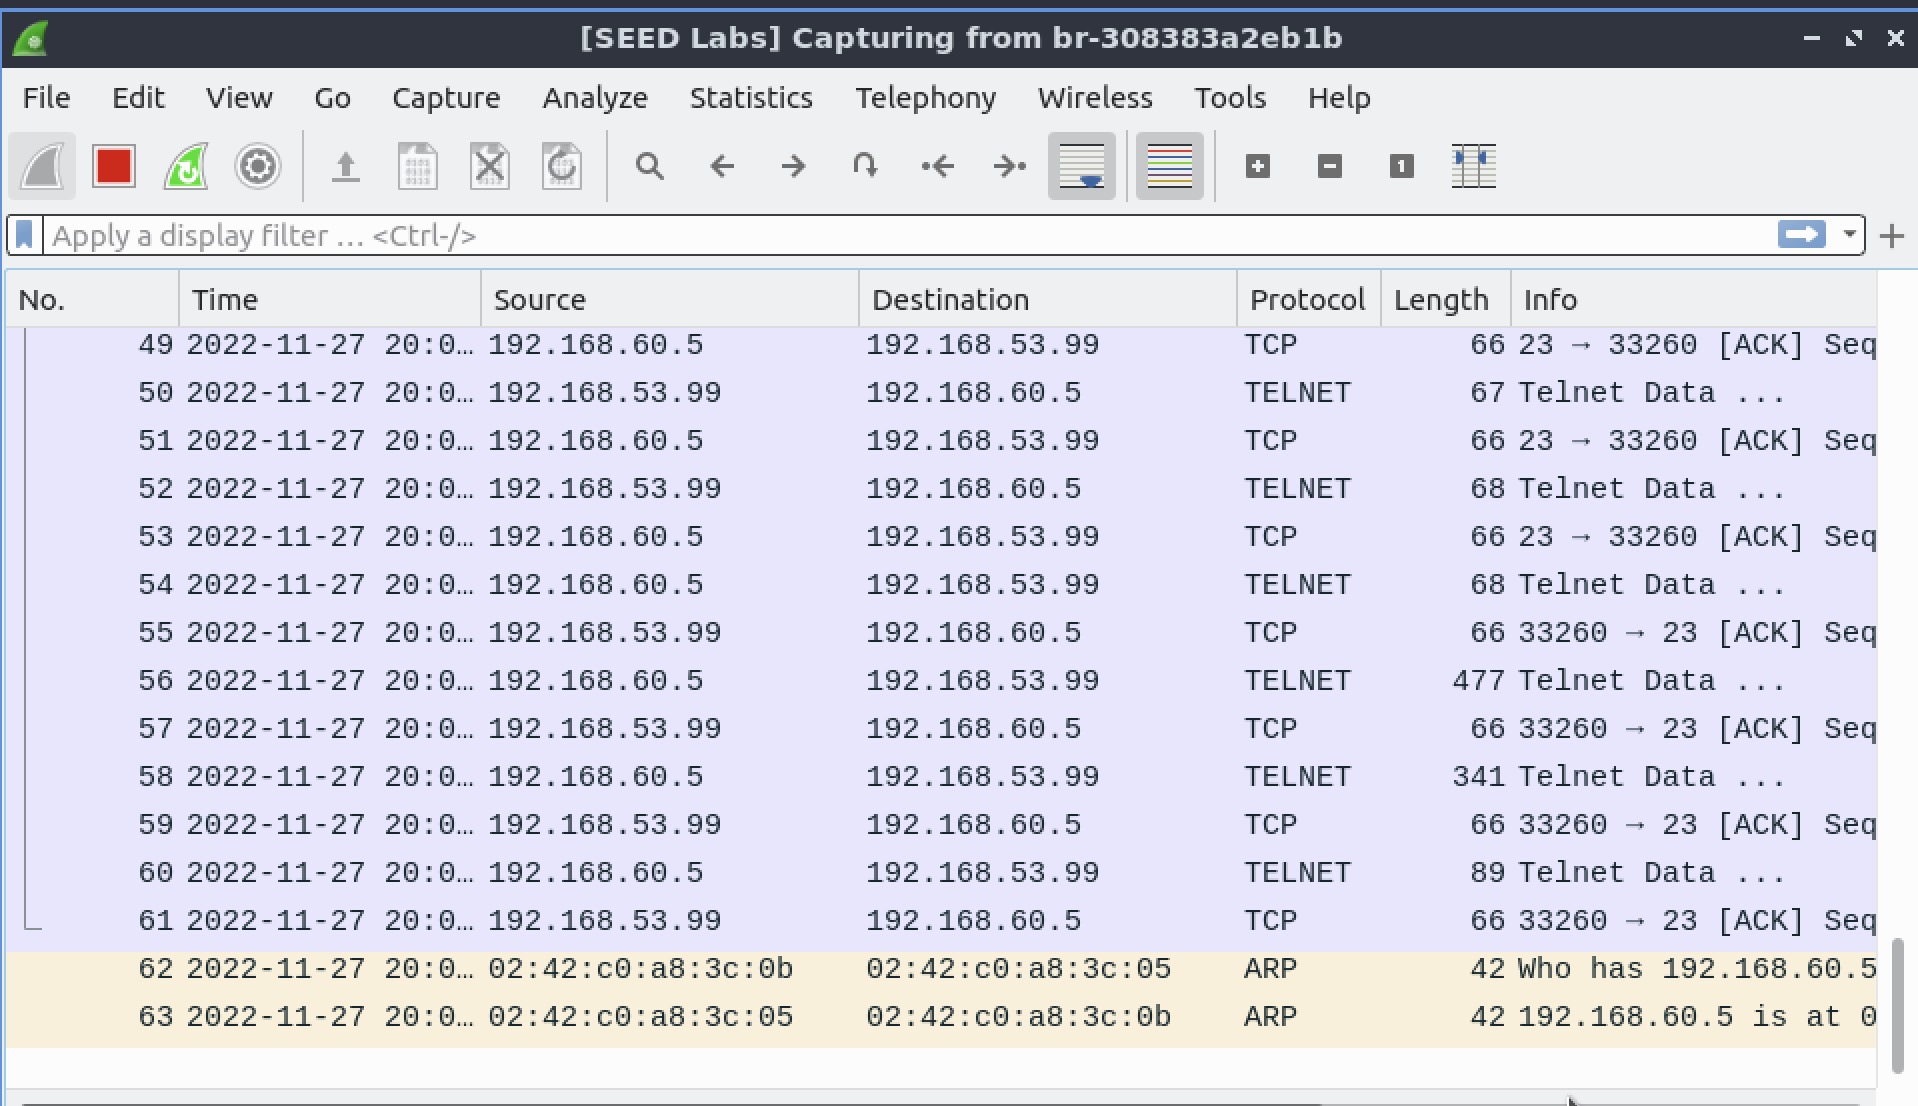 [SEED Labs] Capturing from br-308383a2eb1b
File Edit View Go Capture Analyze Statistics Telephony Wireless Tools Help
Apply a display filter … <Ctrl-/>
No. Time Source Destination Protocol Length Info
49 2022-11-27 20:0… 192.168.60.5 192.168.53.99 TCP 66 23 → 33260 [ACK] Seq
50 2022-11-27 20:0… 192.168.53.99 192.168.60.5 TELNET 67 Telnet Data ...
51 2022-11-27 20:0… 192.168.60.5 192.168.53.99 TCP 66 23 → 33260 [ACK] Seq
52 2022-11-27 20:0… 192.168.53.99 192.168.60.5 TELNET 68 Telnet Data ...
53 2022-11-27 20:0… 192.168.60.5 192.168.53.99 TCP 66 23 → 33260 [ACK] Seq
54 2022-11-27 20:0… 192.168.60.5 192.168.53.99 TELNET 68 Telnet Data ...
55 2022-11-27 20:0… 192.168.53.99 192.168.60.5 TCP 66 33260 → 23 [ACK] Seq
56 2022-11-27 20:0… 192.168.60.5 192.168.53.99 TELNET 477 Telnet Data ...
57 2022-11-27 20:0… 192.168.53.99 192.168.60.5 TCP 66 33260 → 23 [ACK] Seq
58 2022-11-27 20:0… 192.168.60.5 192.168.53.99 TELNET 341 Telnet Data ...
59 2022-11-27 20:0… 192.168.53.99 192.168.60.5 TCP 66 33260 → 23 [ACK] Seq
60 2022-11-27 20:0… 192.168.60.5 192.168.53.99 TELNET 89 Telnet Data ...
61 2022-11-27 20:0… 192.168.53.99 192.168.60.5 TCP 66 33260 → 23 [ACK] Seq
62 2022-11-27 20:0… 02:42:c0:a8:3c:0b 02:42:c0:a8:3c:05 ARP 42 Who has 192.168.60.5
63 2022-11-27 20:0… 02:42:c0:a8:3c:05 02:42:c0:a8:3c:0b ARP 42 192.168.60.5 is at 0